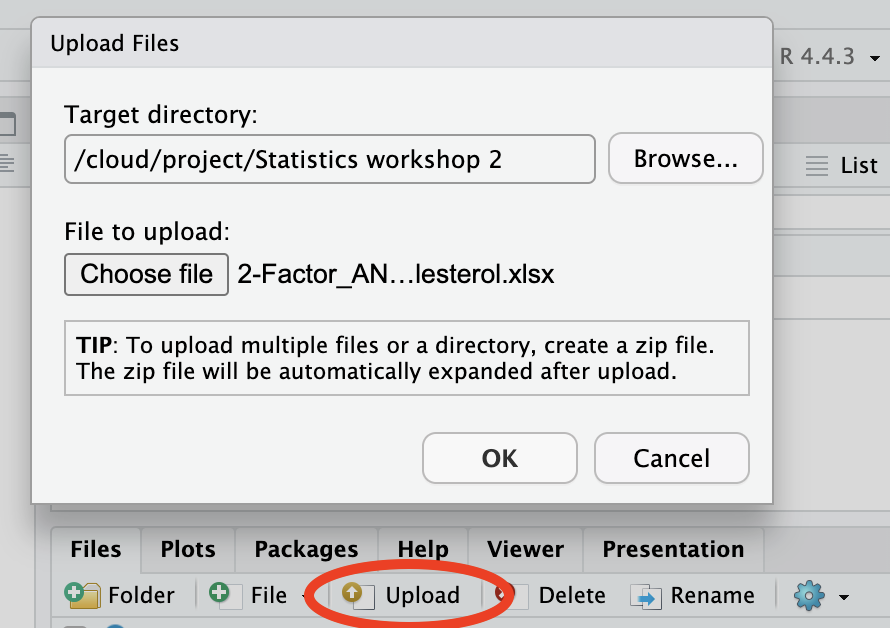 Upload Files
R 4.4.3
Target directory:
/cloud/project/Statistics workshop 2
Browse...
List
File to upload:
Choose file 2-Factor_AN…lesterol.xlsx
TIP: To upload multiple files or a directory, create a zip file.
The zip file will be automatically expanded after upload.
OK
Cancel
Files Plots Packages Help Viewer Presentation
Folder File Upload Delete Rename